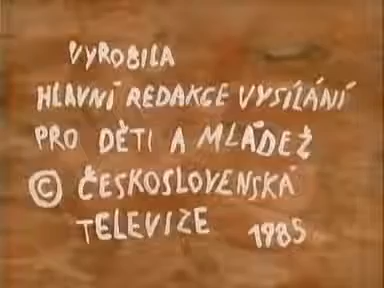 VYROBILA
HLAVNÍ REDAKCE VYSÍLÁNÍ
PRO DĚTI A MLÁDEŽ
© ČESKOSLOVENSKÁ
TELEVIZE 1985